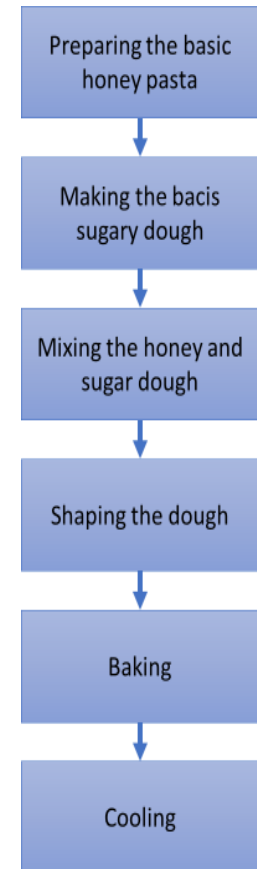 Preparing the basic
honey pasta
Making the bacis
sugary dough
Mixing the honey and
sugar dough
Shaping the dough
Baking
Cooling